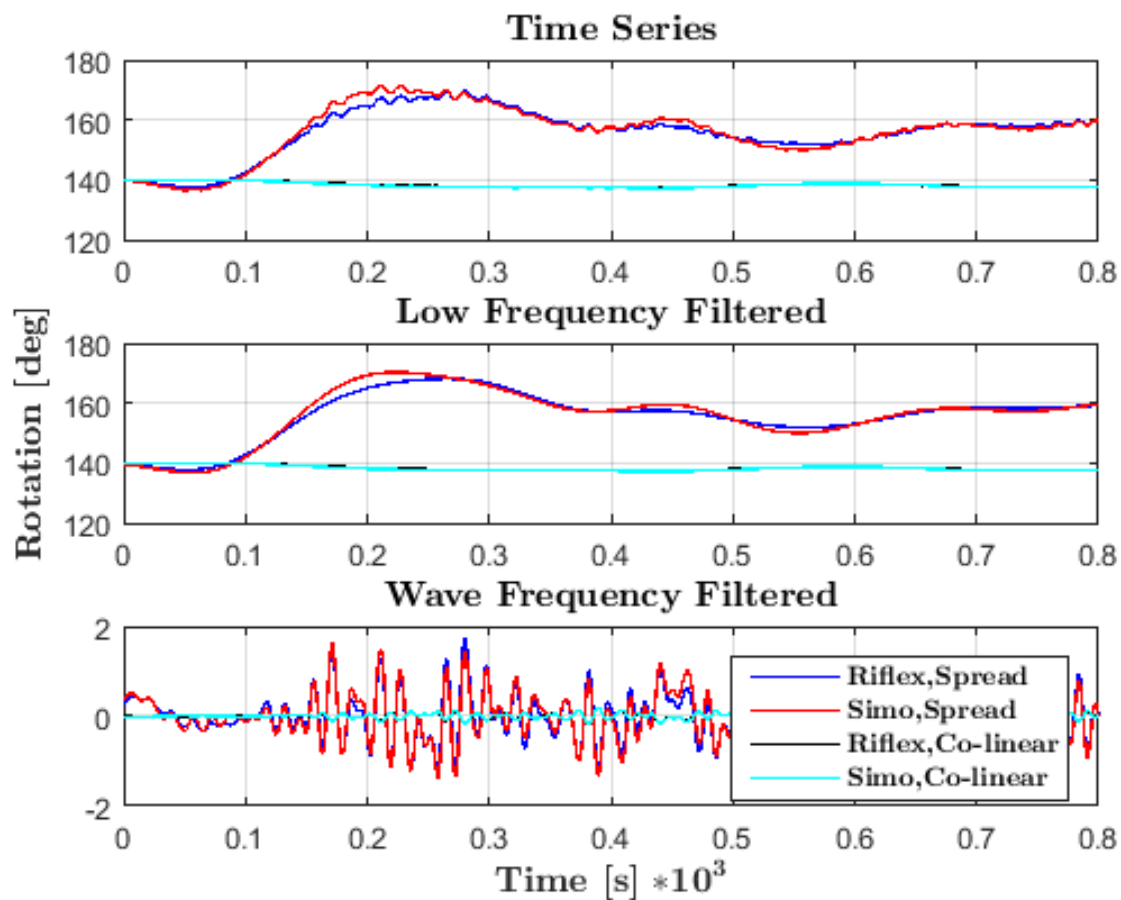 Time Series
180
160
140
120
0 0.1 0.2 0.3 0.4 0.5 0.6 0.7 0.8
Low Frequency Filtered
Rotation [deg]
180
160
140
120
0 0.1 0.2 0.3 0.4 0.5 0.6 0.7 0.8
Wave Frequency Filtered
2
0
-2
Riflex,Spread
Simo,Spread
Riflex,Co-linear
Simo,Co-linear
0 0.1 0.2 0.3 0.4 0.5 0.6 0.7 0.8
Time [s] *10³